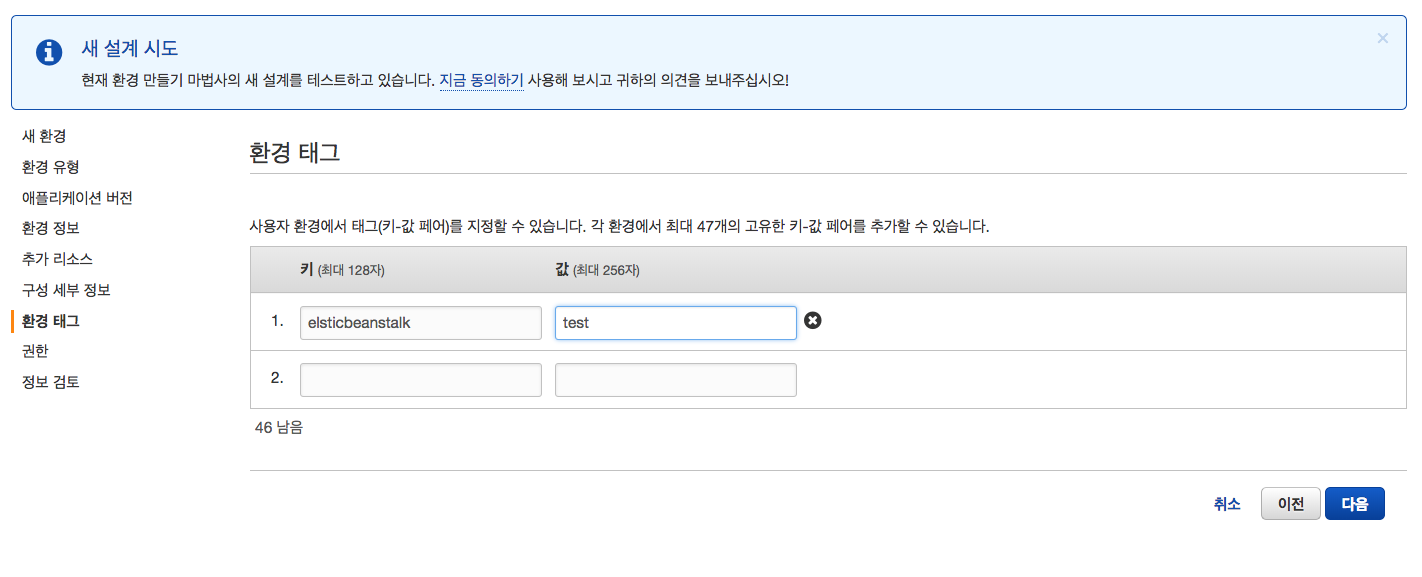 새 설계 시도
현재 환경 만들기 마법사의 새 설계를 테스트하고 있습니다. 지금 동의하기 사용해 보시고 귀하의 의견을 보내주십시오!
새 환경
환경 유형
애플리케이션 버전
환경 정보
추가 리소스
구성 세부 정보
환경 태그
권한
정보 검토
환경 태그
사용자 환경에서 태그(키-값 페어)를 지정할 수 있습니다. 각 환경에서 최대 47개의 고유한 키-값 페어를 추가할 수 있습니다.
키 (최대 128자) 값 (최대 256자)
1. elsticbeanstalk test
2.
46 남음
취소 이전 다음